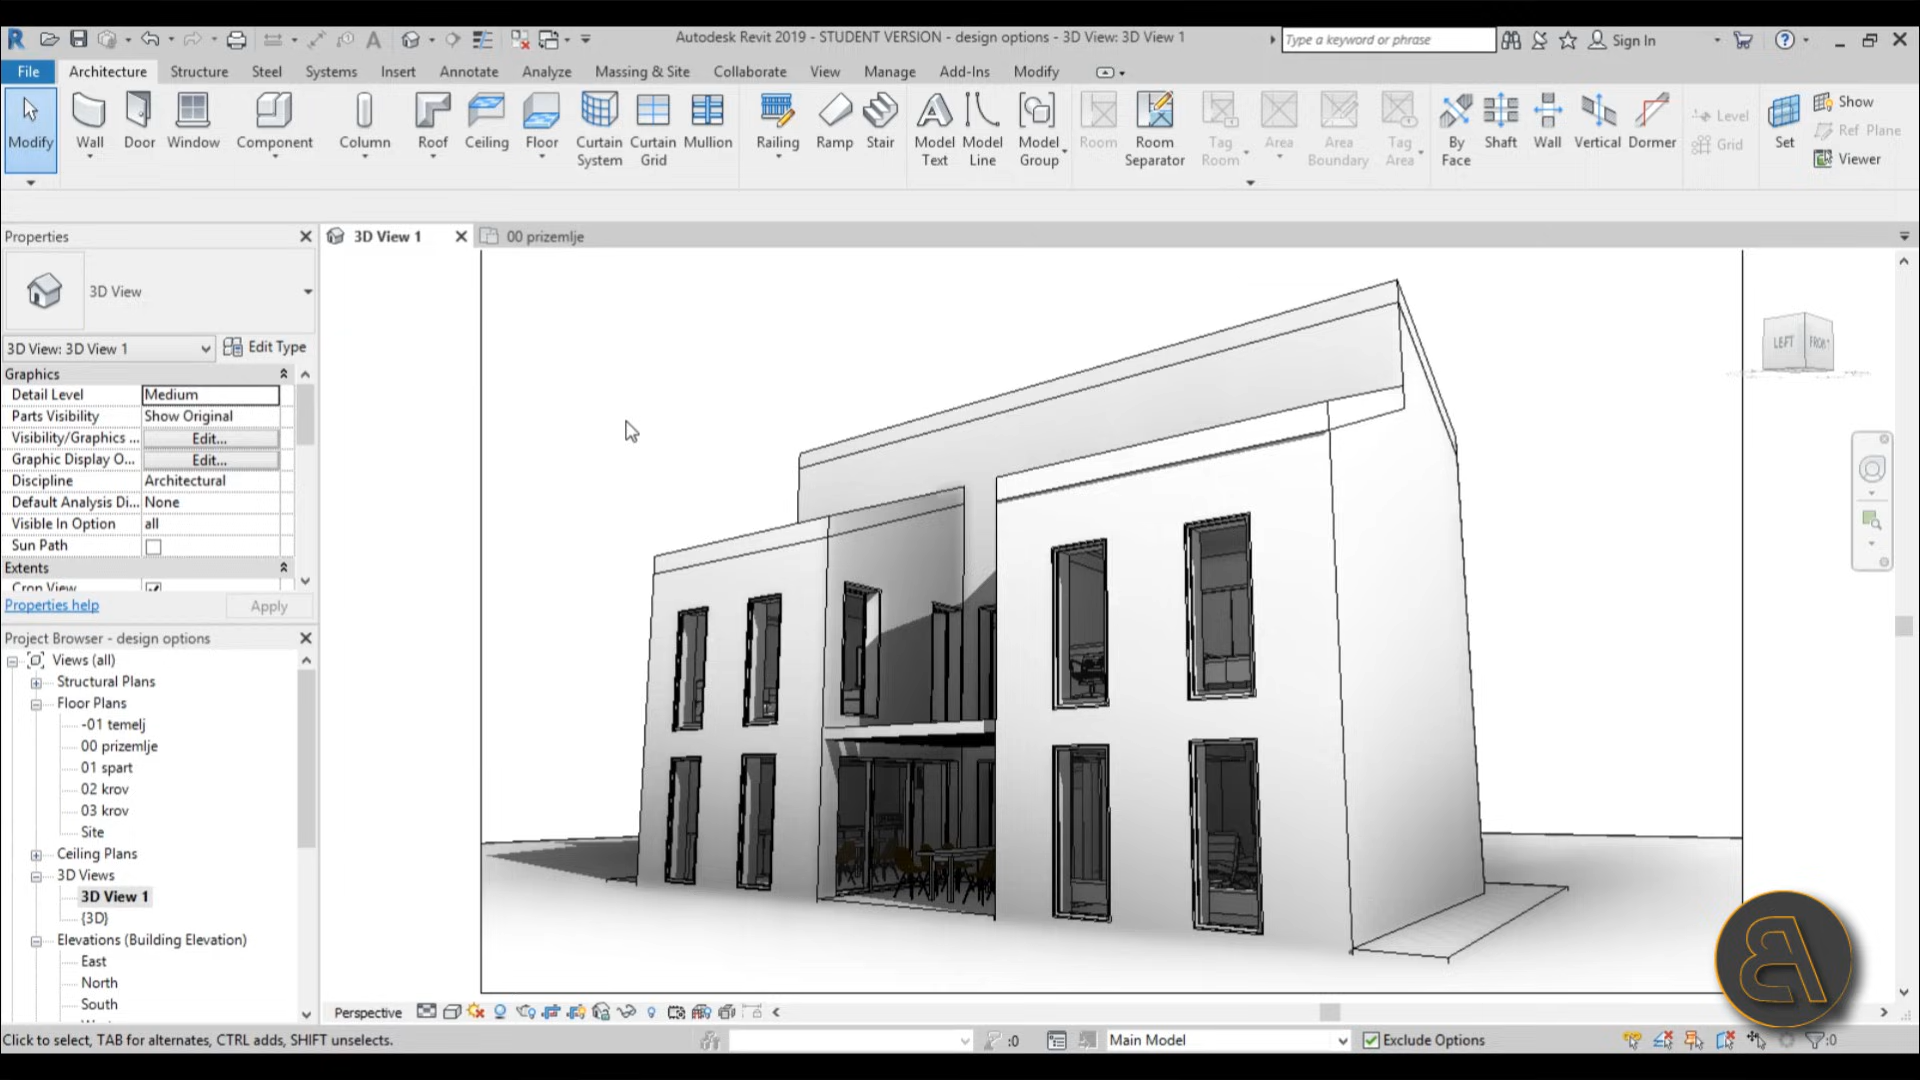 Autodesk Revit 2019 - STUDENT VERSION - design options - 3D View: 3D View 1
Type a keyword or phrase
Sign In
File Architecture Structure Steel Systems Insert Annotate Analyze Massing & Site Collaborate View Manage Add-Ins Modify
Modify
Wall
Door
Window
Component
Column
Roof
Ceiling
Floor
Curtain System
Curtain Grid
Mullion
Railing
Ramp
Stair
Model Text
Model Line
Model Group
Room
Room Separator
Tag Room
Area
Area Boundary
Tag Area
By Face
Shaft
Wall
Vertical
Dormer
Level
Grid
Set
Show
Ref Plane
Viewer
Properties
3D View 1
00 prizemlje
3D View
3D View: 3D View 1
Edit Type
Graphics
Detail Level Medium
Parts Visibility Show Original
Visibility/Graphics ... Edit...
Graphic Display O... Edit...
Discipline Architectural
Default Analysis Di... None
Visible In Option all
Sun Path
Extents
Crop View
Properties help
Apply
Project Browser - design options
Views (all)
Structural Plans
Floor Plans
-01 temelj
00 prizemlje
01 spart
02 krov
03 krov
Site
Ceiling Plans
3D Views
3D View 1
{3D}
Elevations (Building Elevation)
East
North
South
LEFT
FRONT
Perspective
Click to select, TAB for alternates, CTRL adds, SHIFT unselects.
:0
Main Model
Exclude Options
:0